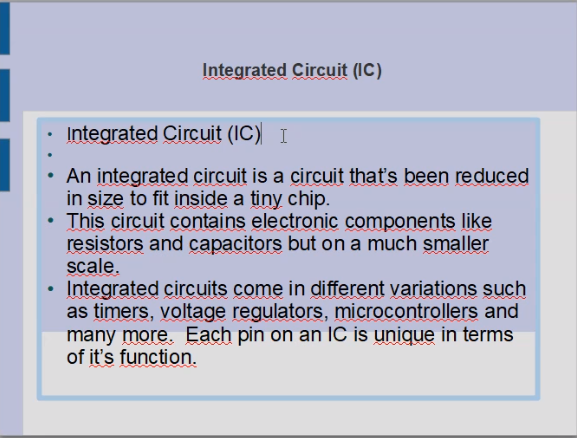 Integrated Circuit (IC)
• Integrated Circuit (IC)
•
• An integrated circuit is a circuit that's been reduced
in size to fit inside a tiny chip.
• This circuit contains electronic components like
resistors and capacitors but on a much smaller
scale.
• Integrated circuits come in different variations such
as timers, voltage regulators, microcontrollers and
many more.  Each pin on an IC is unique in terms
of it's function.